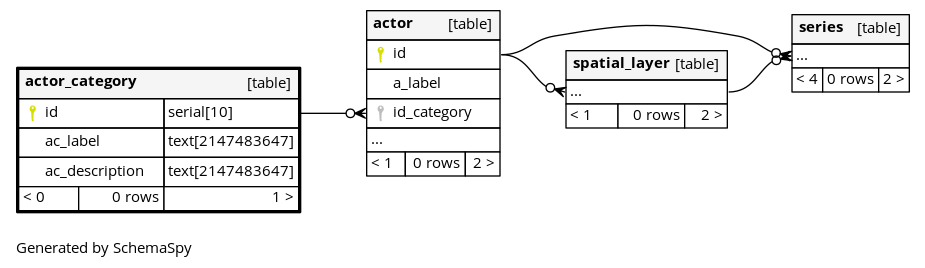 actor_category [table]
id serial[10]
ac_label text[2147483647]
ac_description text[2147483647]
< 0 0 rows 1 >
actor [table]
id
a_label
id_category
...
< 1 0 rows 2 >
spatial_layer [table]
...
< 1 0 rows 2 >
series [table]
...
< 4 0 rows 2 >
Generated by SchemaSpy